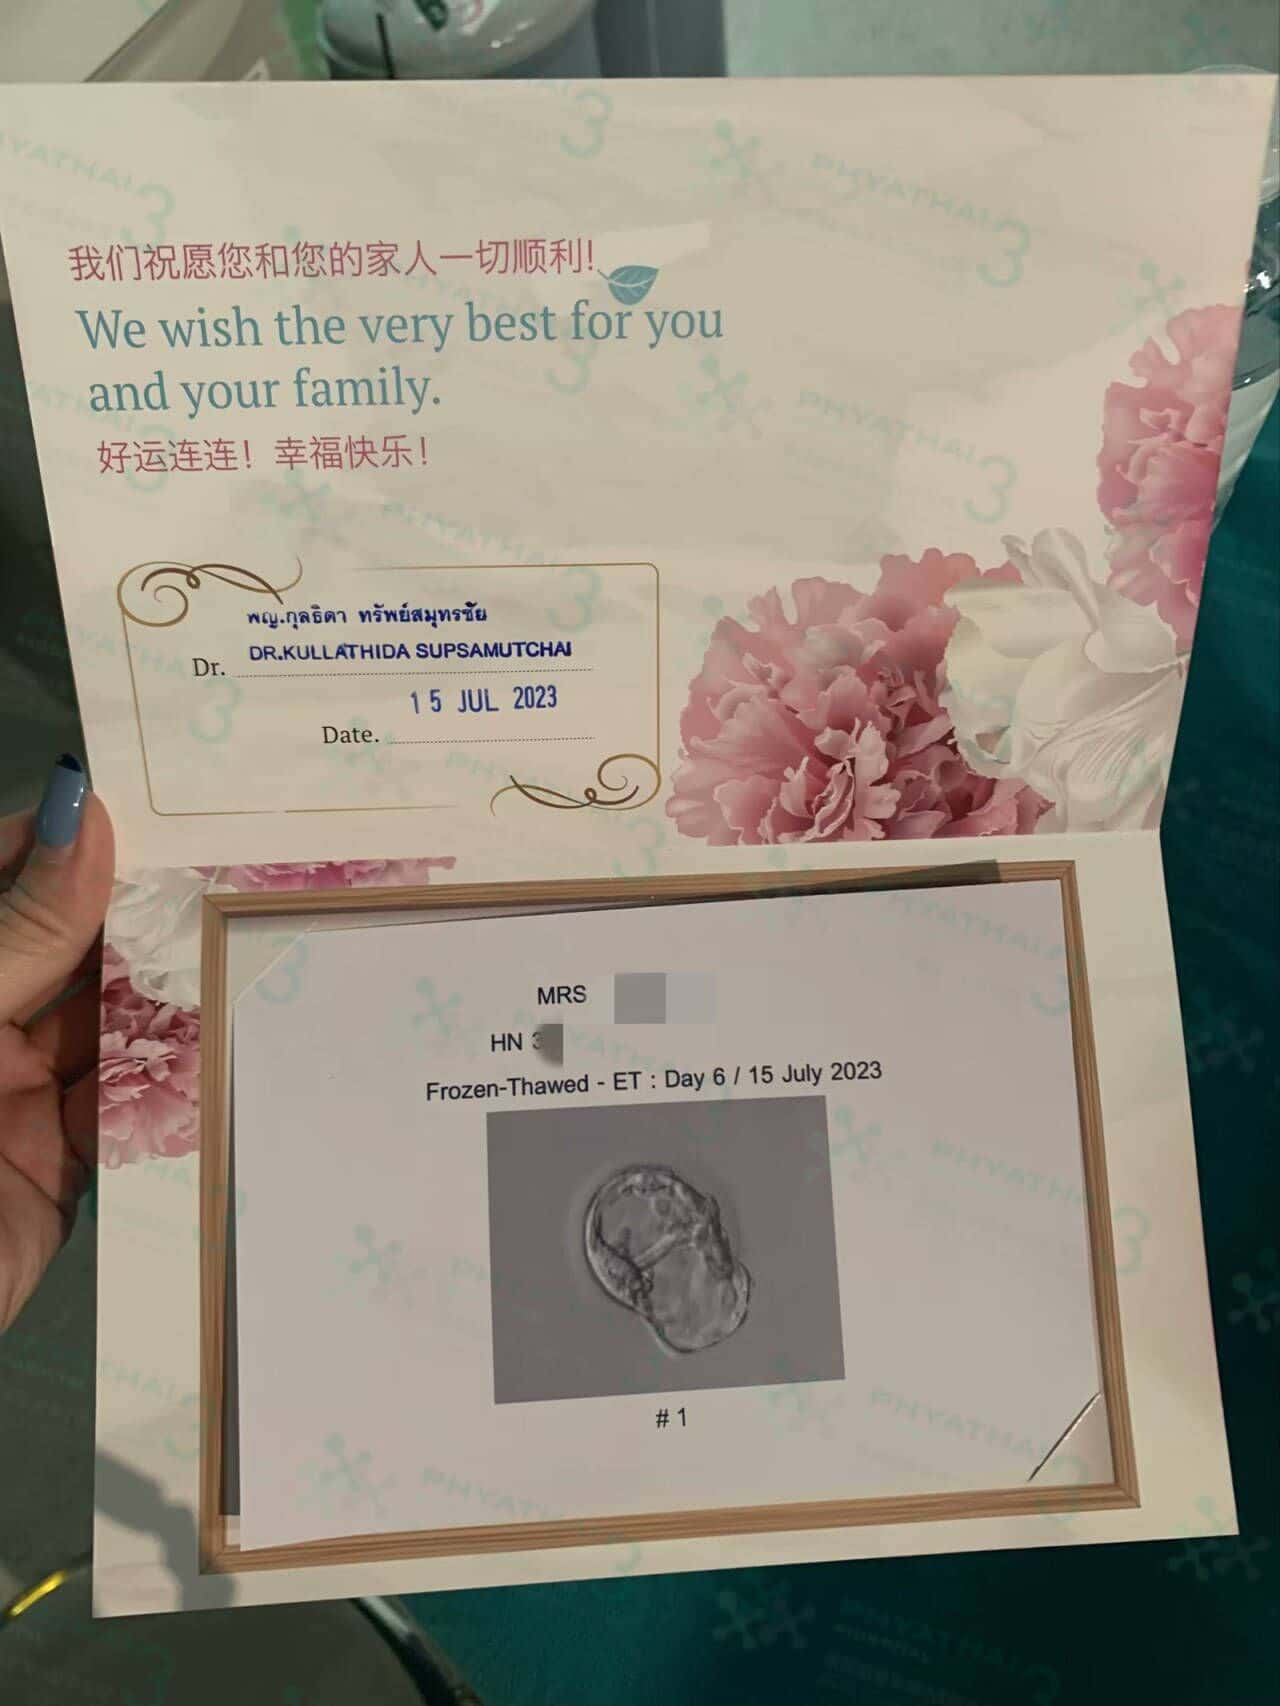 我们祝愿您和您的家人一切顺利!
We wish the very best for you
and your family.
好运连连！幸福快乐！
พญ.กุลธิดา ทรัพย์สมุทรชัย
Dr. DR.KULLATHIDA SUPSAMUTCHAI
15 JUL 2023
Date.
MRS
HN 3
Frozen-Thawed - ET : Day 6 / 15 July 2023
# 1
PHYATHAI 3